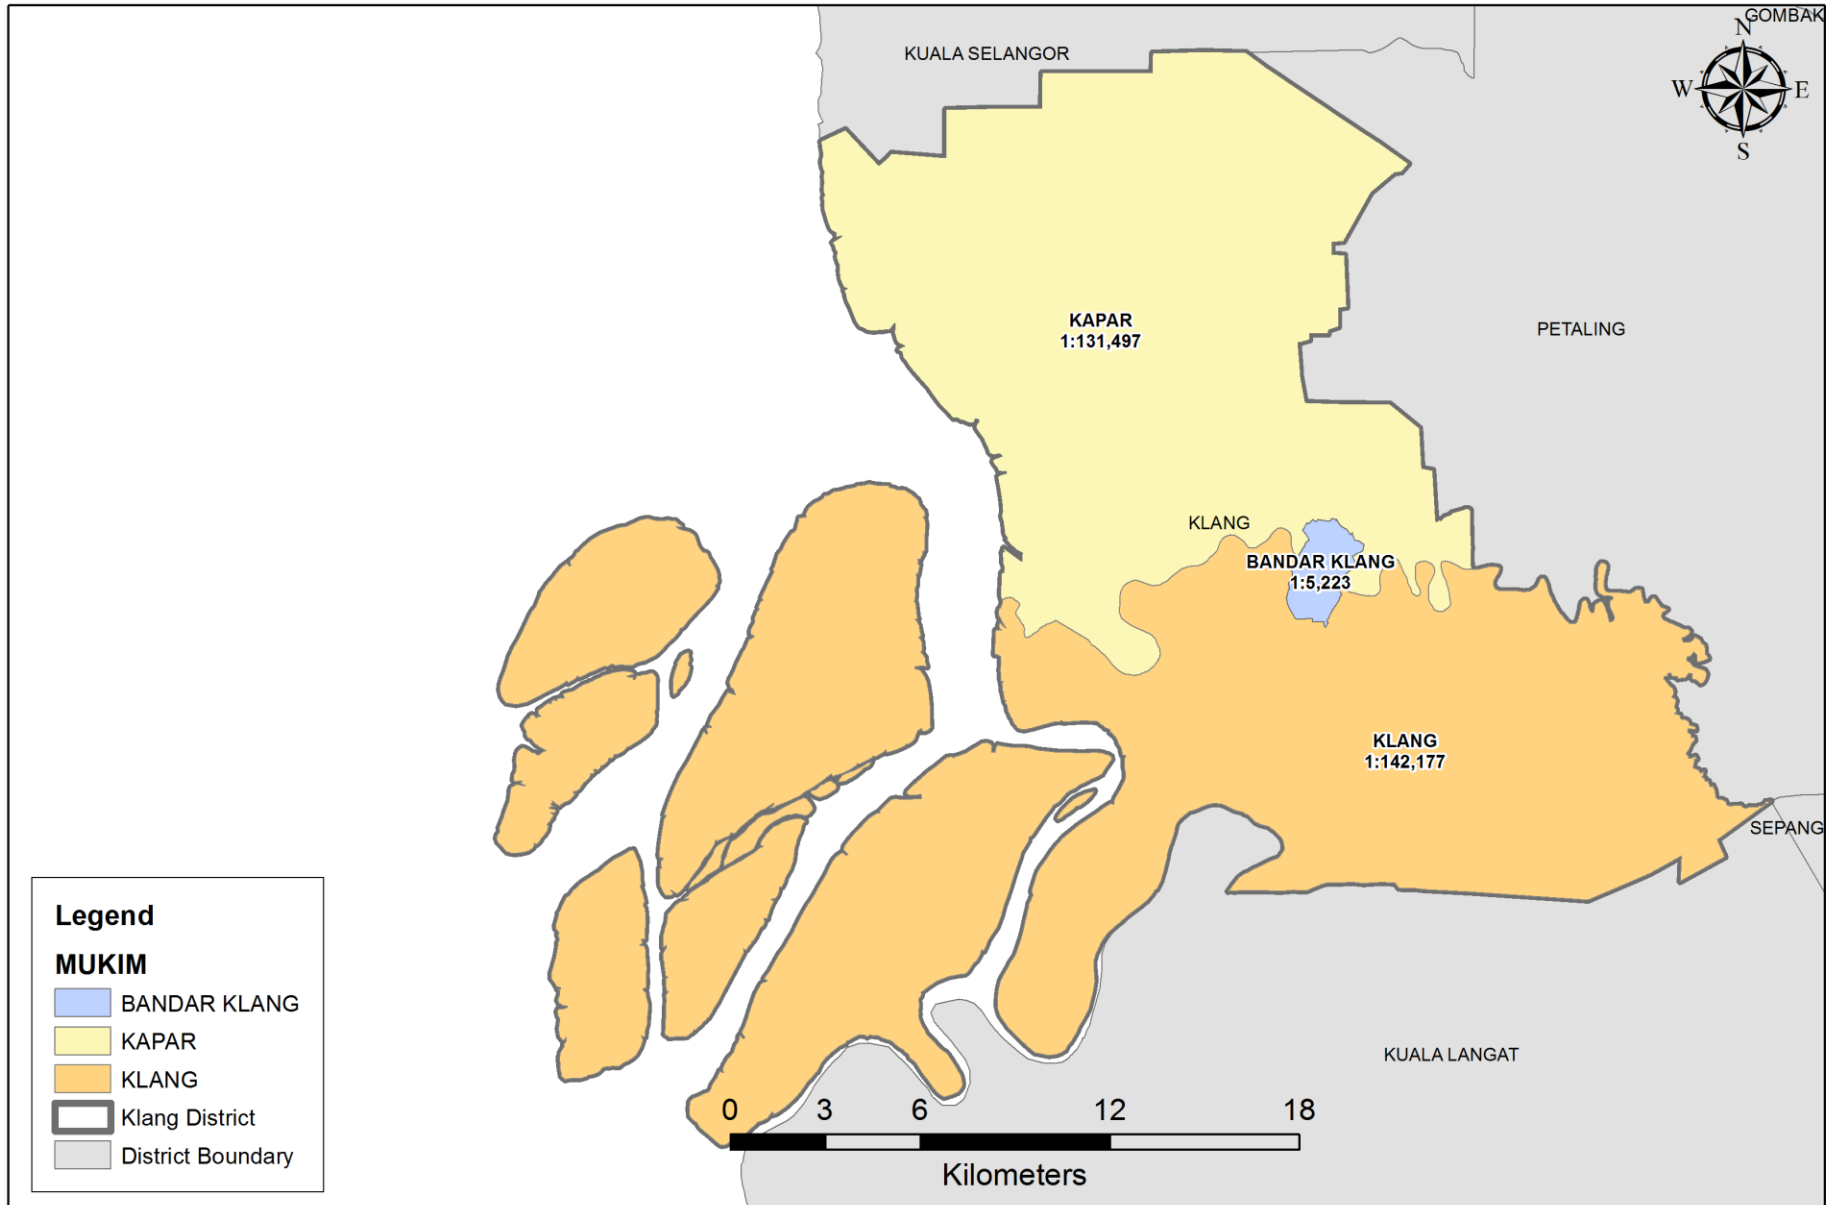 GOMBAK
N
W E
S
KUALA SELANGOR
KAPAR
1:131,497
PETALING
KLANG
BANDAR KLANG
1:5,223
KLANG
1:142,177
SEPANG
KUALA LANGAT
Legend
MUKIM
BANDAR KLANG
KAPAR
KLANG
Klang District
District Boundary
0 3 6 12 18
Kilometers